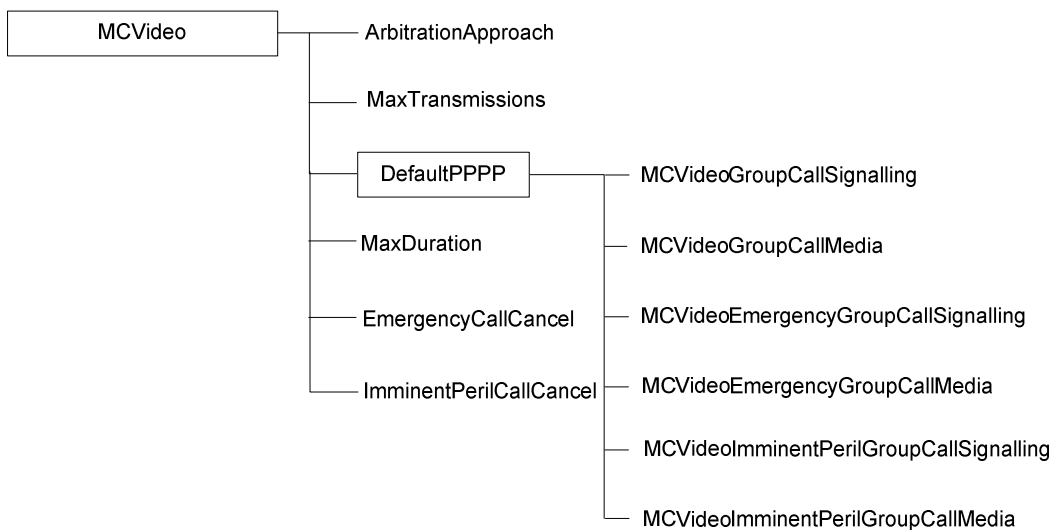 MCVideo
ArbitrationApproach
MaxTransmissions
DefaultPPPP
MaxDuration
EmergencyCallCancel
ImminentPerilCallCancel
MCVideoGroupCallSignalling
MCVideoGroupCallMedia
MCVideoEmergencyGroupCallSignalling
MCVideoEmergencyGroupCallMedia
MCVideoImminentPerilGroupCallSignalling
MCVideoImminentPerilGroupCallMedia